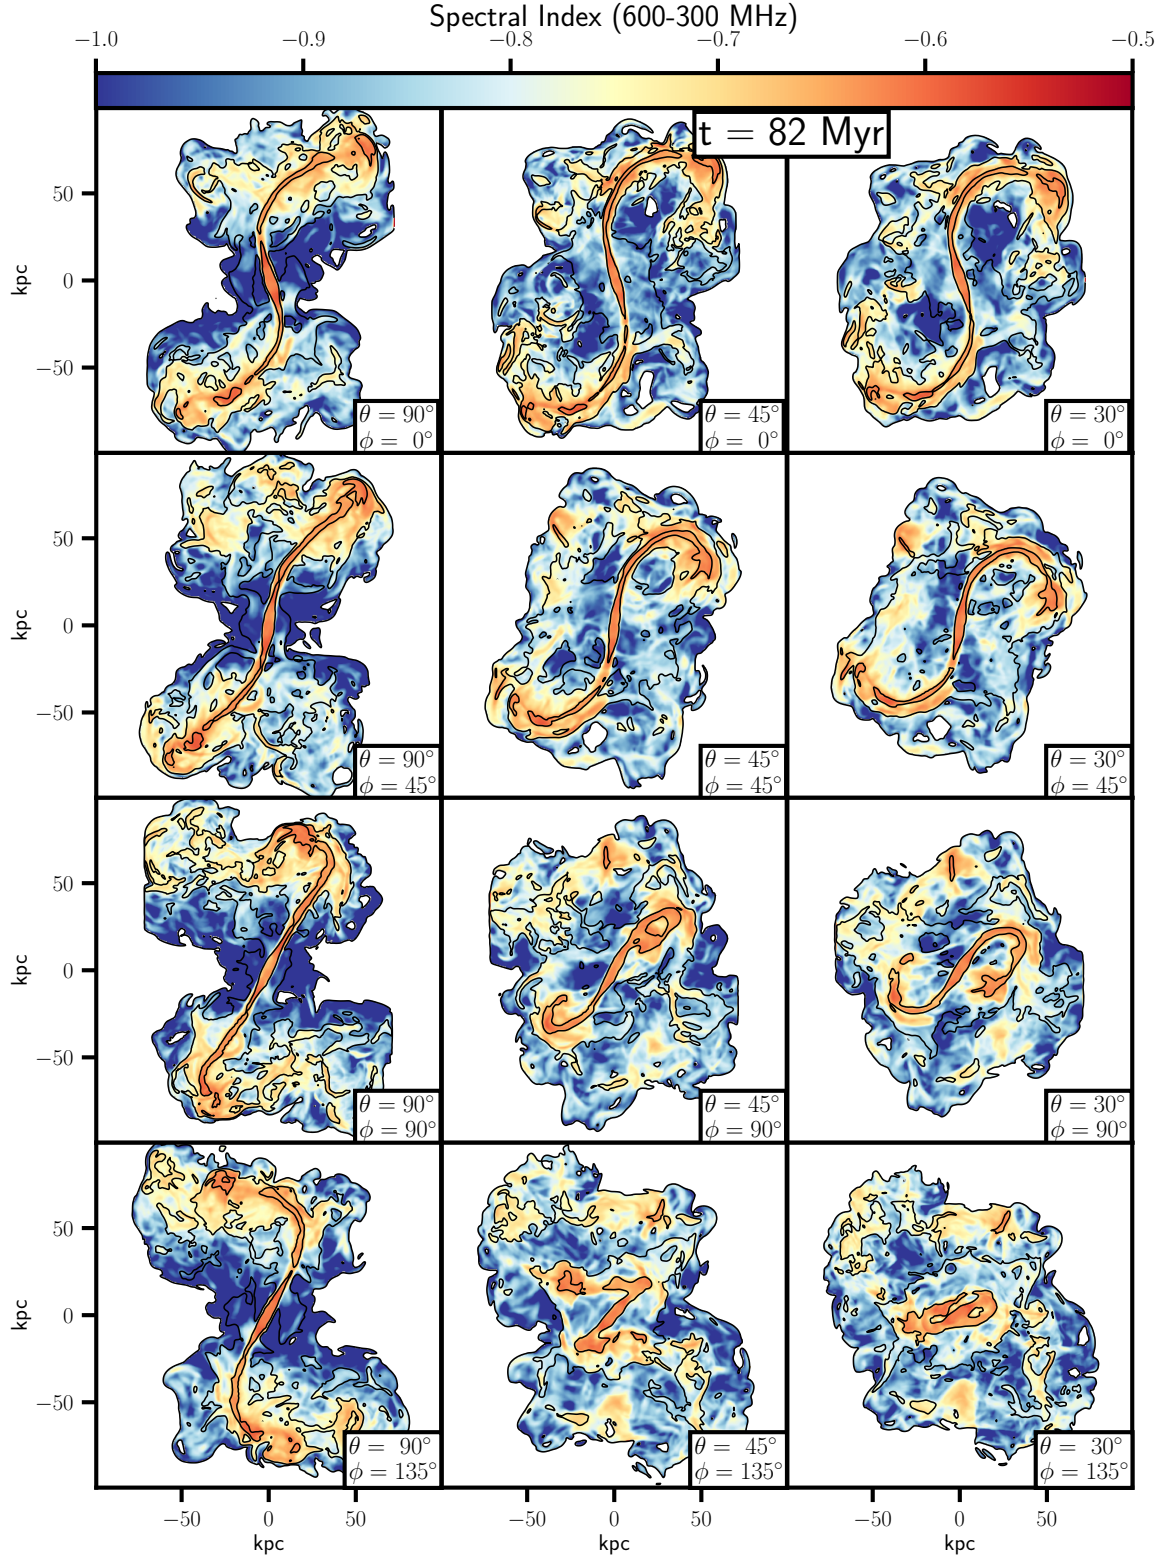 Spectral Index (600-300 MHz)
−1.0 −0.9 −0.8 −0.7 −0.6 −0.5
t = 82 Myr
50
0
−50
kpc
θ = 90°
ϕ = 0°
θ = 45°
ϕ = 0°
θ = 30°
ϕ = 0°
50
0
−50
kpc
θ = 90°
ϕ = 45°
θ = 45°
ϕ = 45°
θ = 30°
ϕ = 45°
50
0
−50
kpc
θ = 90°
ϕ = 90°
θ = 45°
ϕ = 90°
θ = 30°
ϕ = 90°
50
0
−50
kpc
θ = 90°
ϕ = 135°
θ = 45°
ϕ = 135°
θ = 30°
ϕ = 135°
−50 0 50 −50 0 50 −50 0 50
kpc kpc kpc